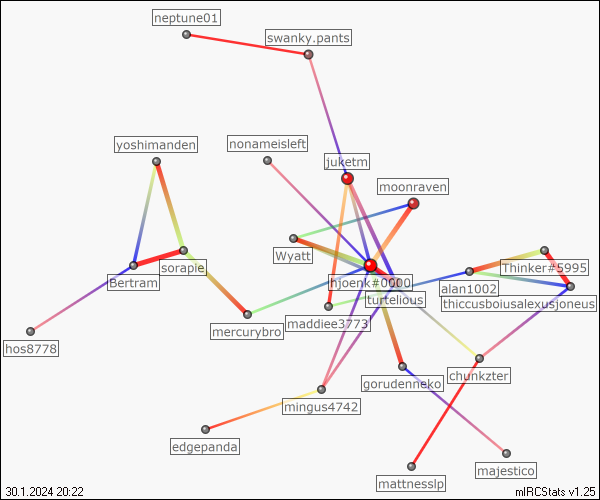 neptune01
swanky.pants
yoshimanden
nonameisleft
juketm
moonraven
Wyatt
sorapie
Thinker#5995
Bertram
hjoenk#0000
alan1002
turtelious
thiccusboiusalexusjoneus
mercurybro
maddiee3773
hos8778
chunkzter
gorudenneko
mingus4742
edgepanda
majestico
mattnesslp
30.1.2024 20:22
mIRCStats v1.25